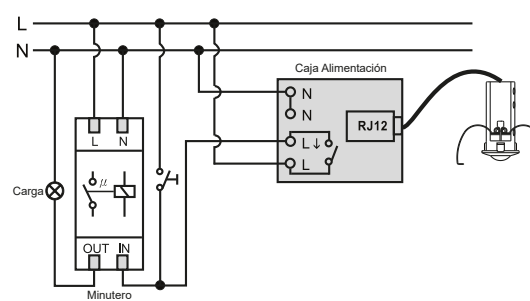 L
N
Caja Alimentación
N
N
RJ12
L↓
L
L N
μ
Carga
OUT IN
Minutero